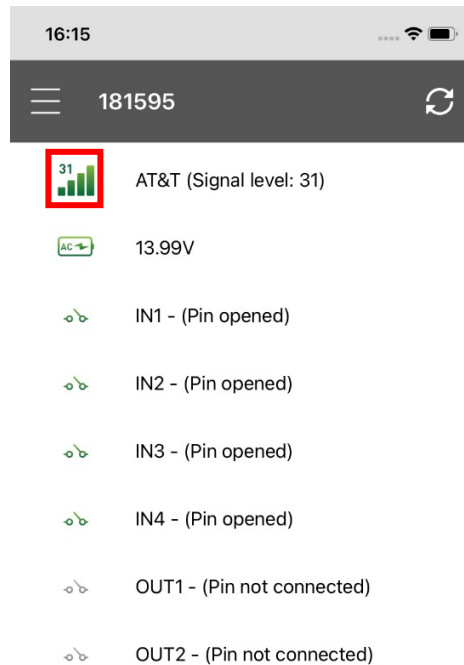 16:15
181595
31
AT&T (Signal level: 31)
AC
13.99V
IN1 - (Pin opened)
IN2 - (Pin opened)
IN3 - (Pin opened)
IN4 - (Pin opened)
OUT1 - (Pin not connected)
OUT2 - (Pin not connected)